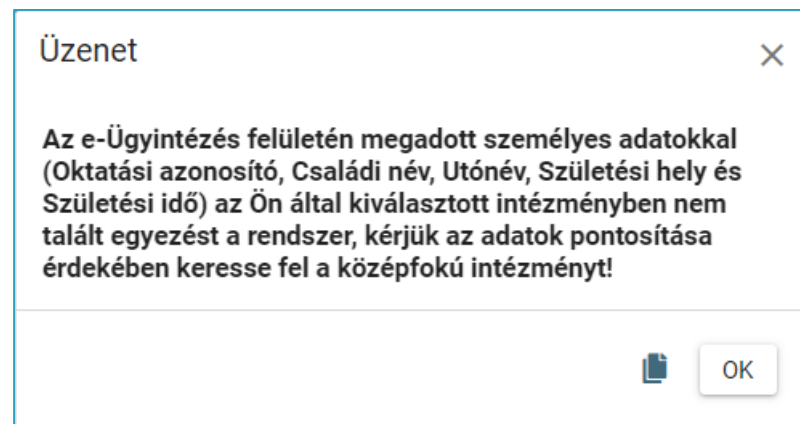 Üzenet
Az e-Ügyintézés felületén megadott személyes adatokkal
(Oktatási azonosító, Családi név, Utónév, Születési hely és
Születési idő) az Ön által kiválasztott intézményben nem
talált egyezést a rendszer, kérjük az adatok pontosítása
érdekében keresse fel a középfokú intézményt!
OK